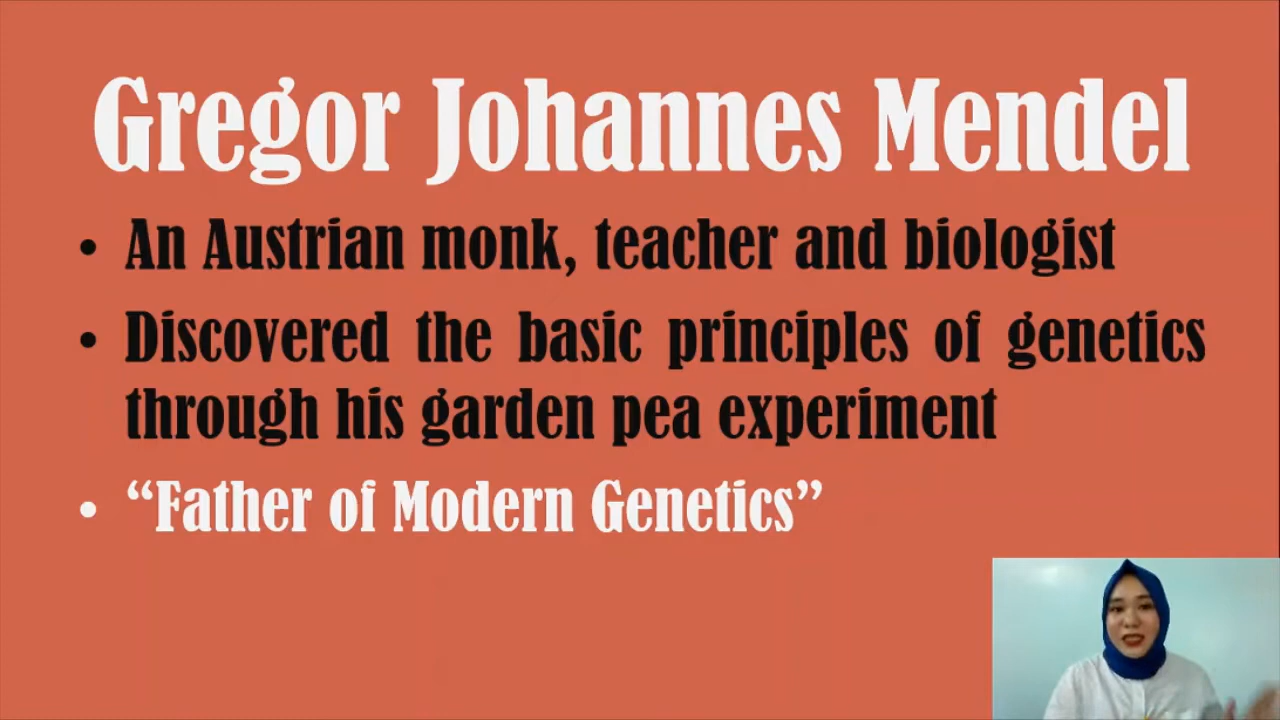 Gregor Johannes Mendel
• An Austrian monk, teacher and biologist
• Discovered the basic principles of genetics
through his garden pea experiment
• “Father of Modern Genetics”